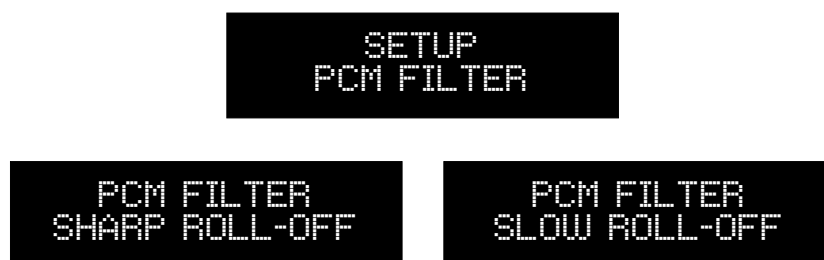 SETUP
PCM FILTER
PCM FILTER
SHARP ROLL-OFF
PCM FILTER
SLOW ROLL-OFF